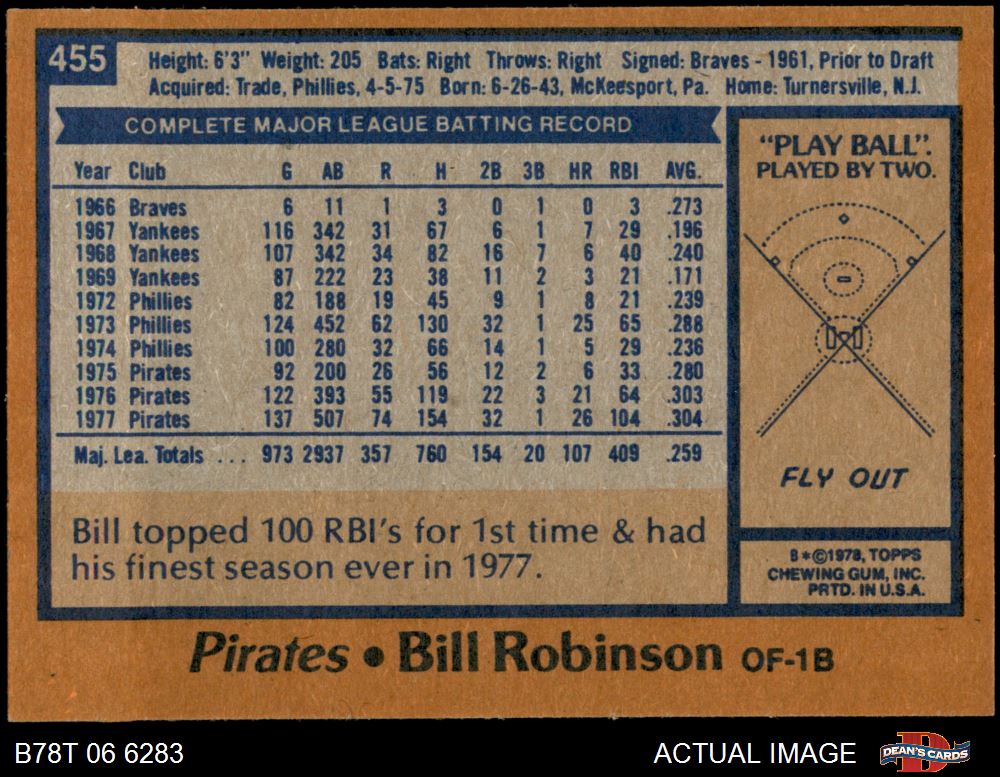 455
Height: 6'3" Weight: 205 Bats: Right Throws: Right Signed: Braves - 1961, Prior to Draft
Acquired: Trade, Phillies, 4-5-75 Born: 6-26-43, McKeesport, Pa. Home: Turnersville, N.J.
COMPLETE MAJOR LEAGUE BATTING RECORD
Year Club G AB R H 2B 3B HR RBI AVG.
1966 Braves 6 11 1 3 0 1 0 3 .273
1967 Yankees 116 342 31 67 6 1 7 29 .196
1968 Yankees 107 342 34 82 16 7 6 40 .240
1969 Yankees 87 222 23 38 11 2 3 21 .171
1972 Phillies 82 188 19 45 9 1 8 21 .239
1973 Phillies 124 452 62 130 32 1 25 65 .288
1974 Phillies 100 280 32 66 14 1 5 29 .236
1975 Pirates 92 200 26 56 12 2 6 33 .280
1976 Pirates 122 393 55 119 22 3 21 64 .303
1977 Pirates 137 507 74 154 32 1 26 104 .304
Maj. Lea. Totals ... 973 2937 357 760 154 20 107 409 .259
Bill topped 100 RBI's for 1st time & had
his finest season ever in 1977.
"PLAY BALL".
PLAYED BY TWO.
FLY OUT
B*©1978, TOPPS
CHEWING GUM, INC.
PRTD. IN U.S.A.
Pirates • Bill Robinson OF-1B
B78T 06 6283
ACTUAL IMAGE
DEAN'S CARDS